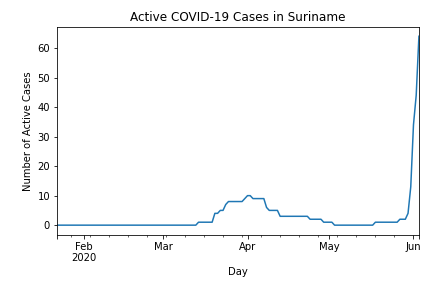 Active COVID-19 Cases in Suriname
Number of Active Cases
60
50
40
30
20
10
0
Feb
2020
Mar
Apr
May
Jun
Day